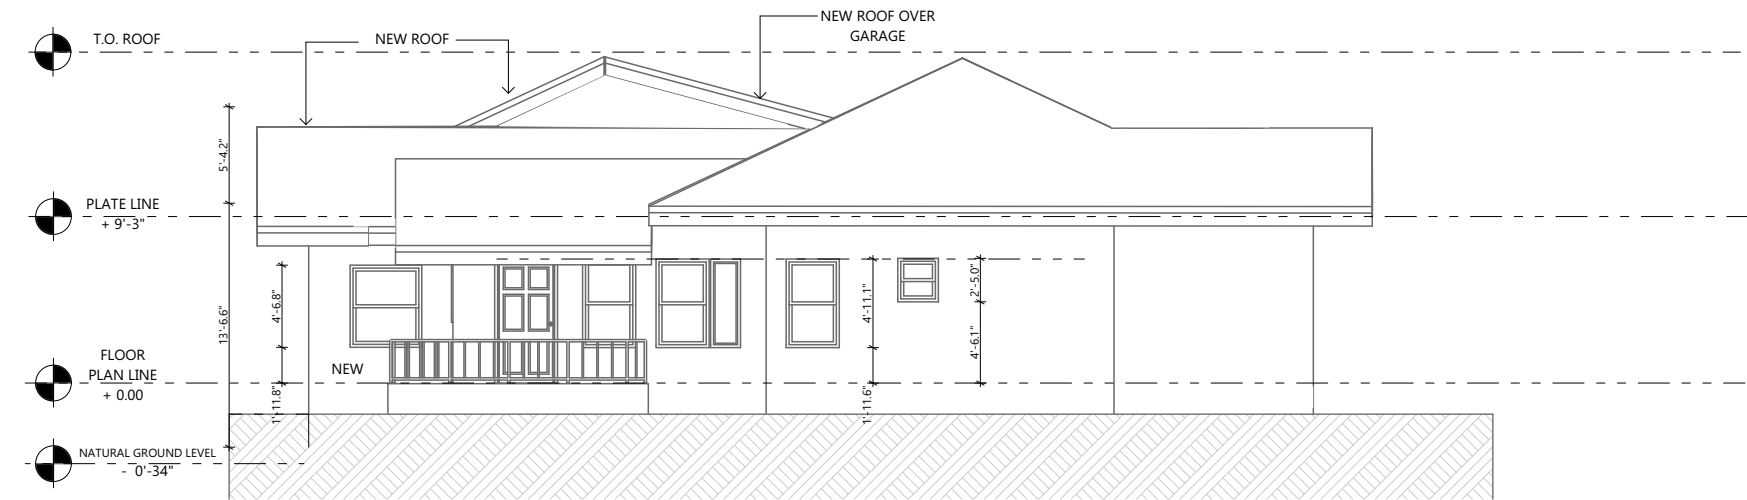 NEW ROOF OVER
GARAGE
T.O. ROOF
NEW ROOF
5'-4.2"
PLATE LINE
+ 9'-3"
13'-6.6"
4'-6.8"
4'-11.1"
2'-5.0"
4'-6.1"
FLOOR
PLAN LINE
+ 0.00
NEW
1'-11.8"
1'-11.6"
NATURAL GROUND LEVEL
- 0'-34"